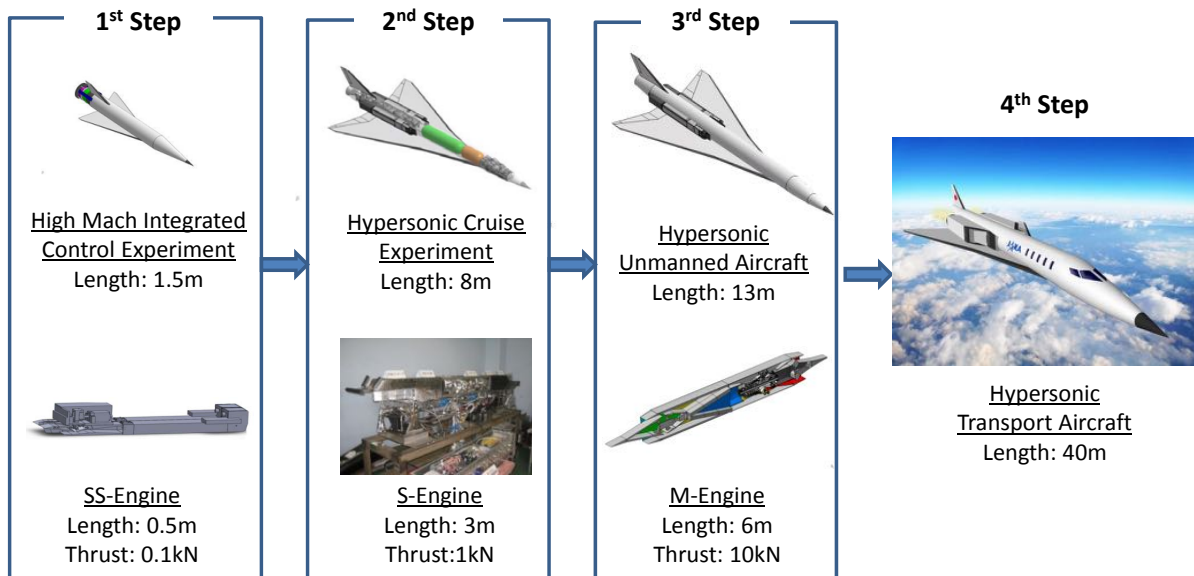 1st Step
High Mach Integrated
Control Experiment
Length: 1.5m
SS-Engine
Length: 0.5m
Thrust: 0.1kN
2nd Step
Hypersonic Cruise
Experiment
Length: 8m
S-Engine
Length: 3m
Thrust:1kN
3rd Step
Hypersonic
Unmanned Aircraft
Length: 13m
M-Engine
Length: 6m
Thrust: 10kN
4th Step
Hypersonic
Transport Aircraft
Length: 40m